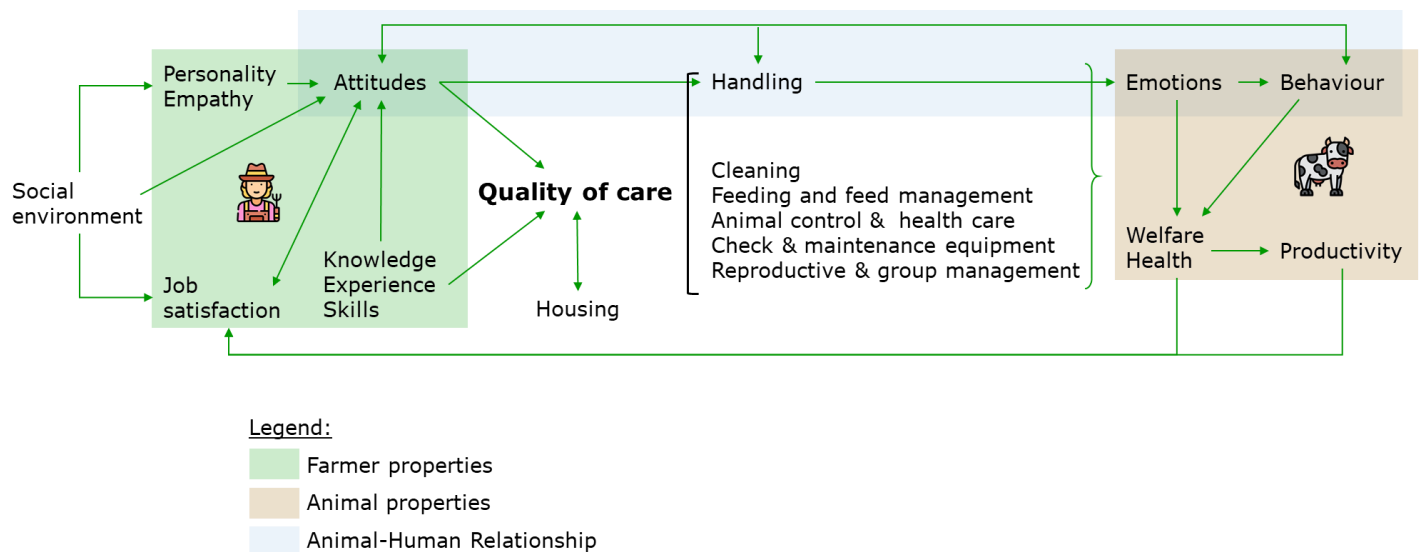 Personality
Empathy
Attitudes
Handling
Emotions
Behaviour
Social
environment
Quality of care
Cleaning
Feeding and feed management
Animal control & health care
Check & maintenance equipment
Reproductive & group management
Welfare
Health
Productivity
Job
satisfaction
Knowledge
Experience
Skills
Housing
Legend:
Farmer properties
Animal properties
Animal-Human Relationship